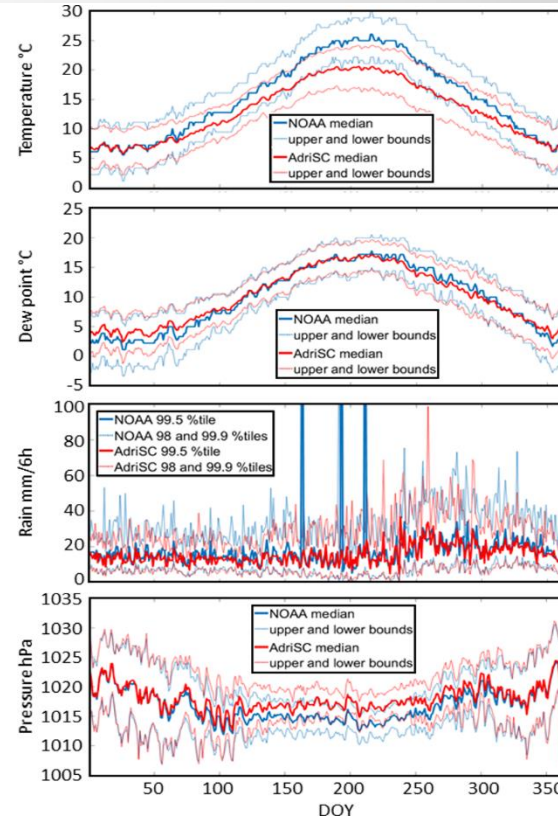 30
25
20
15
10
5
0
Temperature °C
NOAA median
upper and lower bounds
AdriSC median
upper and lower bounds
25
20
15
10
5
0
-5
Dew point °C
NOAA median
upper and lower bounds
AdriSC median
upper and lower bounds
100
80
60
40
20
0
Rain mm/6h
NOAA 99.5 %tile
NOAA 98 and 99.9 %tiles
AdriSC 99.5 %tile
AdriSC 98 and 99.9 %tiles
1035
1030
1025
1020
1015
1010
1005
Pressure hPa
NOAA median
upper and lower bounds
AdriSC median
upper and lower bounds
50 100 150 200 250 300 350
DOY